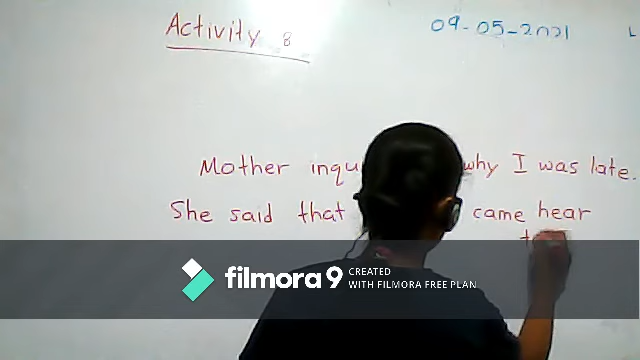 Activity 8
09-05-2021
L
Mother inqu why I was late.
She said that came hear
filmora 9 CREATED
WITH FILMORA FREE PLAN